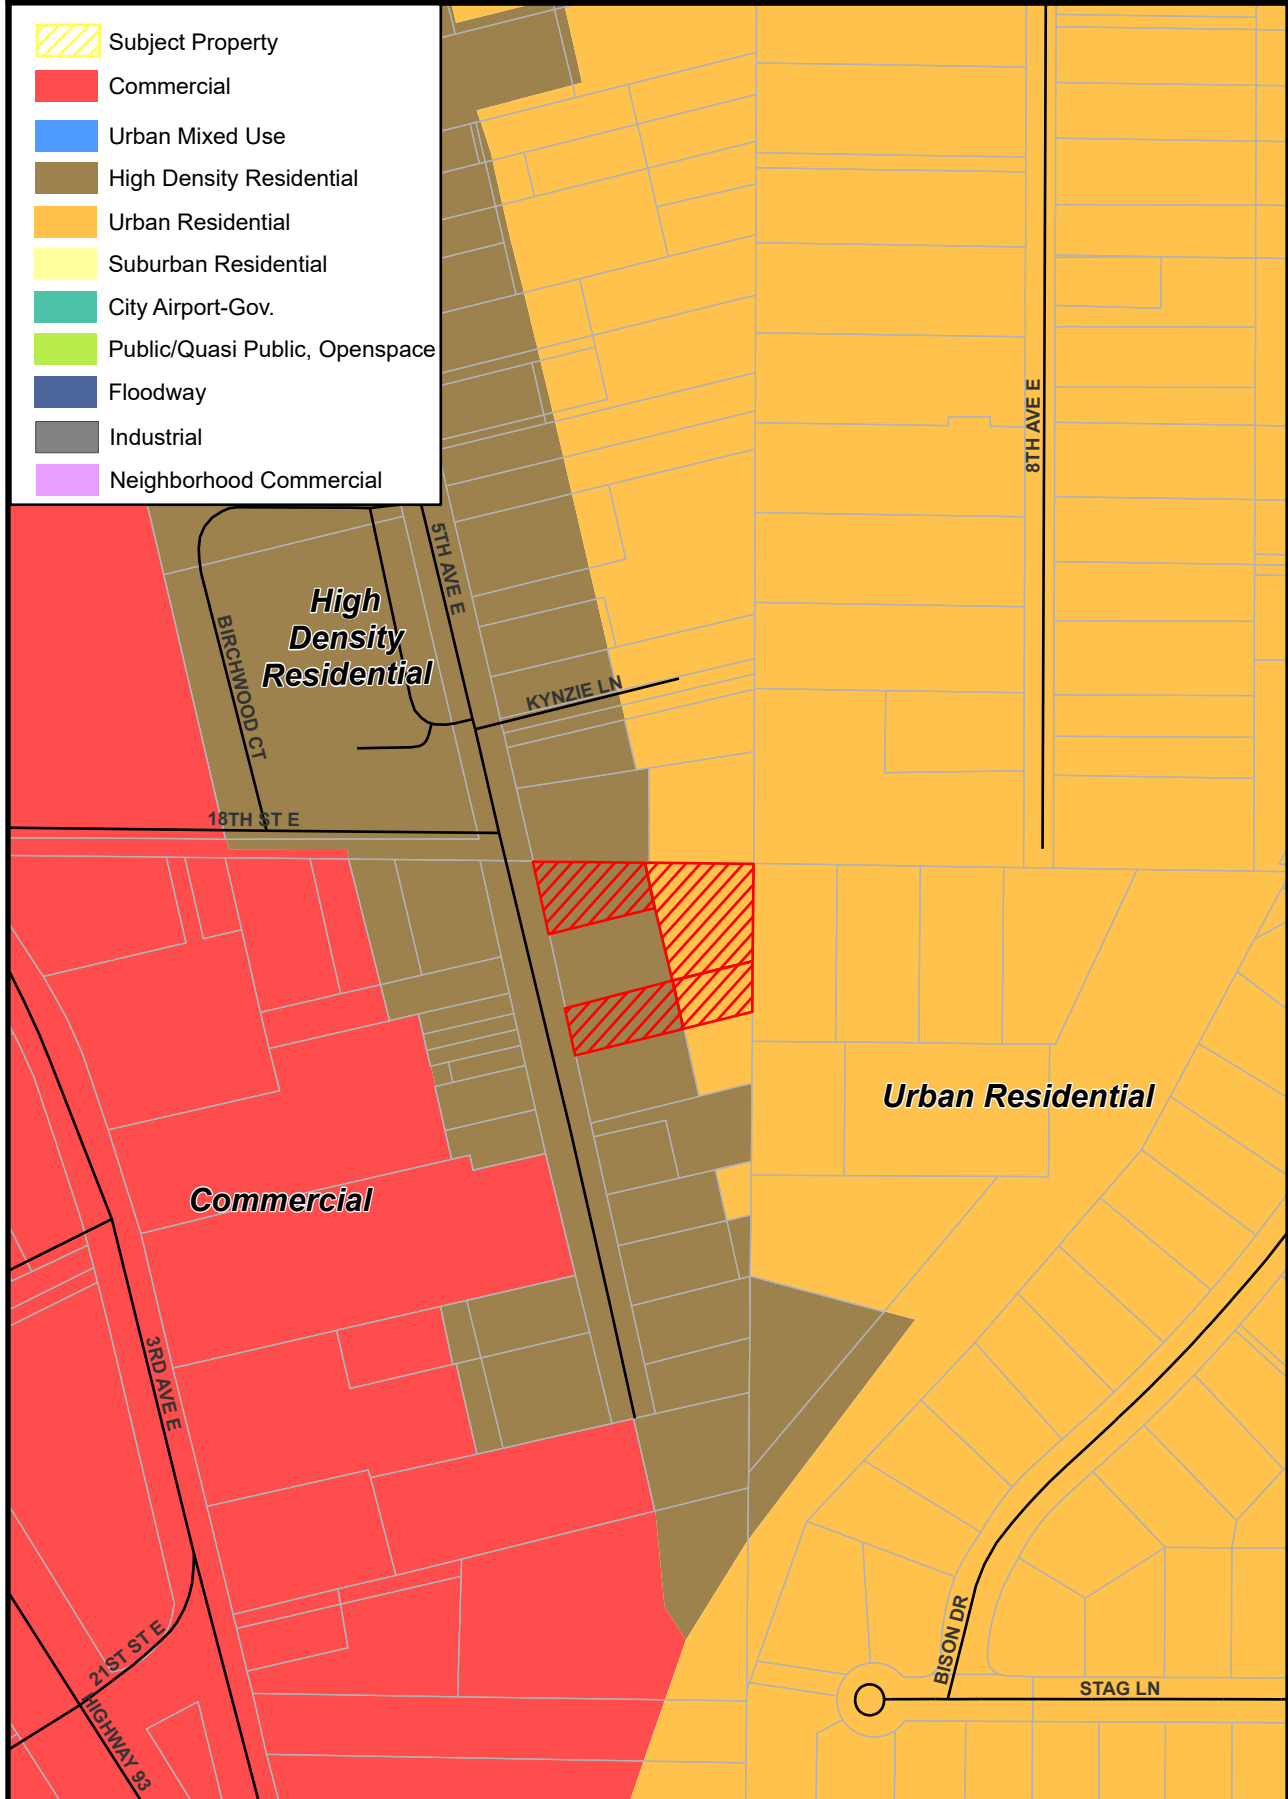 Subject Property
Commercial
Urban Mixed Use
High Density Residential
Urban Residential
Suburban Residential
City Airport-Gov.
Public/Quasi Public, Openspace
Floodway
Industrial
Neighborhood Commercial
8TH AVE E
5TH AVE E
High
Density
Residential
BIRCHWOOD CT
KYNZIE LN
18TH ST E
Urban Residential
Commercial
3RD AVE E
21ST ST E
HIGHWAY 93
BISON DR
STAG LN